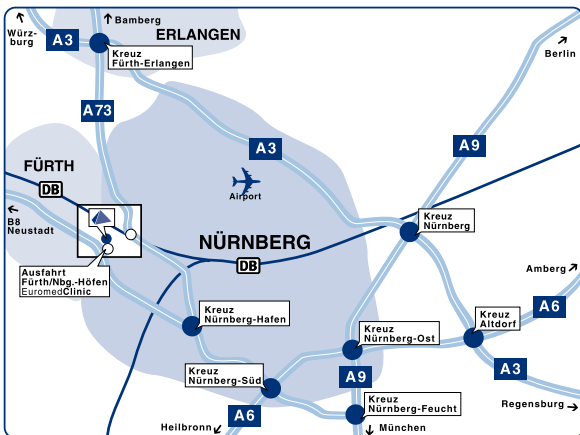 Bamberg
Würz-
burg
A3
ERLANGEN
Kreuz
Fürth-Erlangen
Berlin
A73
A3
A9
FÜRTH
DB
Airport
B8
Neustadt
Kreuz
Nürnberg
NÜRNBERG
DB
Ausfahrt
Fürth/Nbg.-Höfen
EuromedClinic
Amberg
A6
Kreuz
Nürnberg-Hafen
Kreuz
Altdorf
Kreuz
Nürnberg-Ost
Kreuz
Nürnberg-Süd
A9
A3
Kreuz
Nürnberg-Feucht
A6
Regensburg
Heilbronn
München